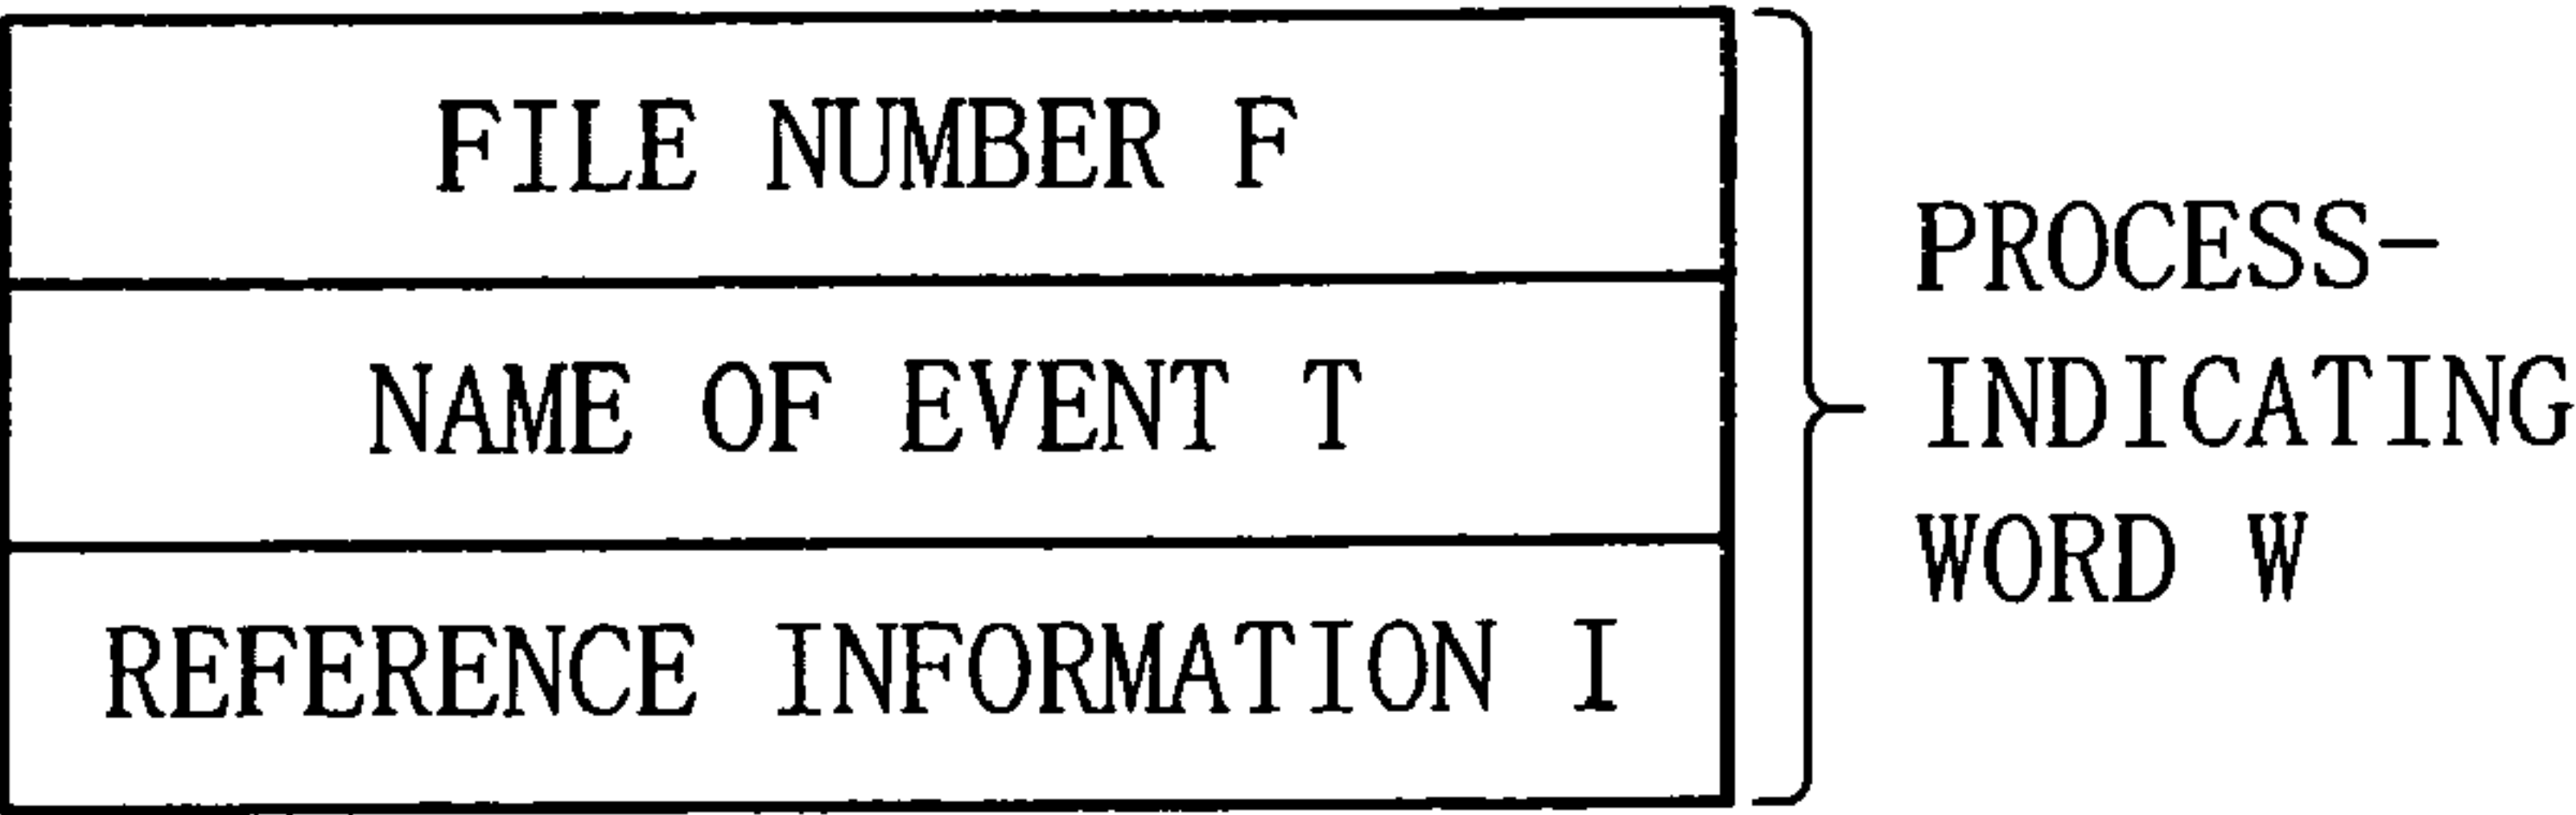 FILE NUMBER F
NAME OF EVENT T
REFERENCE INFORMATION I
PROCESS-
INDICATING
WORD W